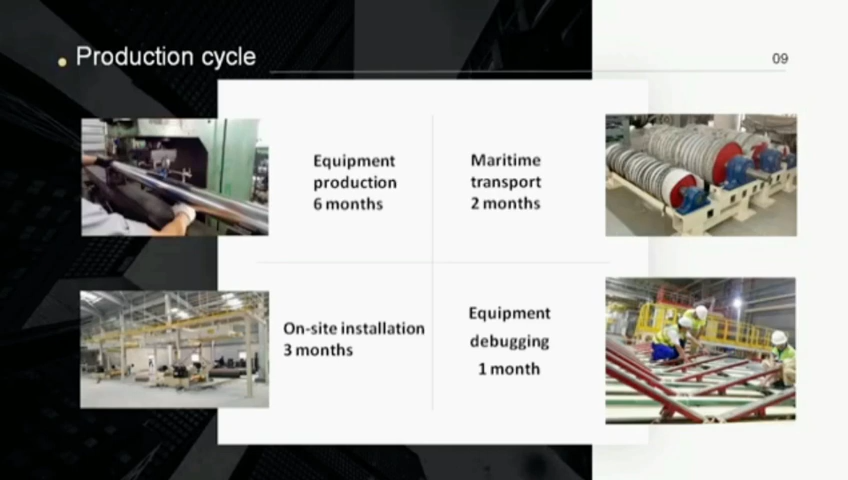 Production cycle
09
Equipment
production
6 months
Maritime
transport
2 months
On-site installation
3 months
Equipment
debugging
1 month